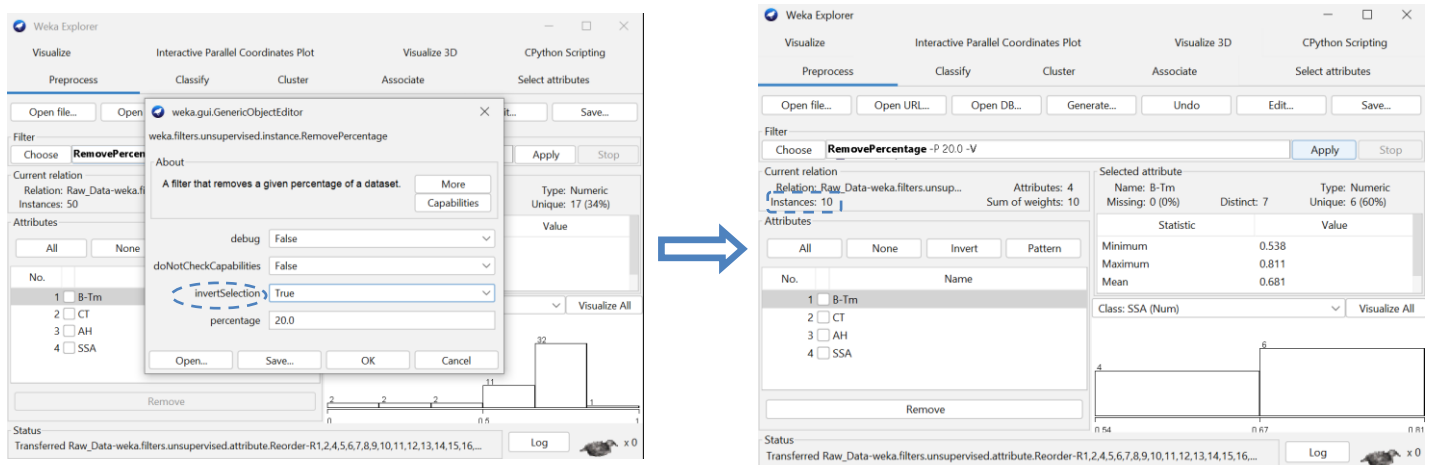 Weka Explorer
Visualize Interactive Parallel Coordinates Plot Visualize 3D CPython Scripting
Preprocess Classify Cluster Associate Select attributes
Open file... Open it... Save...
weka.gui.GenericObjectEditor
weka.filters.unsupervised.instance.RemovePercentage
Filter
Choose RemovePercen Apply Stop
About
A filter that removes a given percentage of a dataset. More
Capabilities
Current relation
Relation: Raw_Data-weka.fi Type: Numeric
Instances: 50 Unique: 17 (34%)
Attributes Value
All None
debug False
doNotCheckCapabilities False
invertSelection True
percentage 20.0
Open... Save... OK Cancel
No.
1 B-Tm
2 CT
3 AH
4 SSA
Visualize All
Remove
2 2 2 11 32 1
0.5 1
Status
Transferred Raw_Data-weka.filters.unsupervised.attribute.Reorder-R1,2,4,5,6,7,8,9,10,11,12,13,14,15,16,... Log x 0
Weka Explorer
Visualize Interactive Parallel Coordinates Plot Visualize 3D CPython Scripting
Preprocess Classify Cluster Associate Select attributes
Open file... Open URL... Open DB... Generate... Undo Edit... Save...
Filter
Choose RemovePercentage -P 20.0 -V Apply Stop
Current relation
Relation: Raw_Data-weka.filters.unsup... Attributes: 4
Instances: 10 Sum of weights: 10
Selected attribute
Name: B-Tm Type: Numeric
Missing: 0 (0%) Distinct: 7 Unique: 6 (60%)
Attributes
All None Invert Pattern
No. Name
1 B-Tm
2 CT
3 AH
4 SSA
Remove
Statistic Value
Minimum 0.538
Maximum 0.811
Mean 0.681
Class: SSA (Num) Visualize All
4 6
0.54 0.67 0.81
Status
Transferred Raw_Data-weka.filters.unsupervised.attribute.Reorder-R1,2,4,5,6,7,8,9,10,11,12,13,14,15,16,... Log x 0